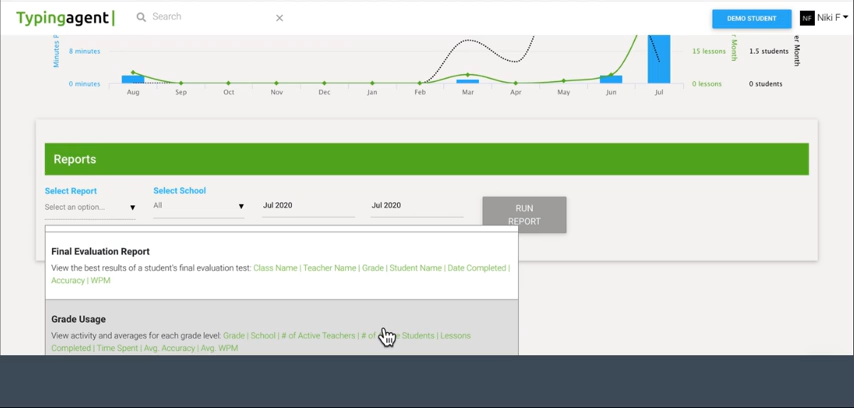 Typingagent|
Search
DEMO STUDENT
NF Niki F
Minutes
8 minutes
0 minutes
Aug Sep Oct Nov Dec Jan Feb Mar Apr May Jun Jul
15 lessons
0 lessons
r Month
1.5 students
0 students
er Month
Reports
Select Report
Select School
Select an option...
All
Jul 2020
Jul 2020
RUN
REPORT
Final Evaluation Report
View the best results of a student's final evaluation test: Class Name | Teacher Name | Grade | Student Name | Date Completed |
Accuracy | WPM
Grade Usage
View activity and averages for each grade level: Grade | School | # of Active Teachers | # of Students | Lessons
Completed | Time Spent | Avg. Accuracy | Avg. WPM